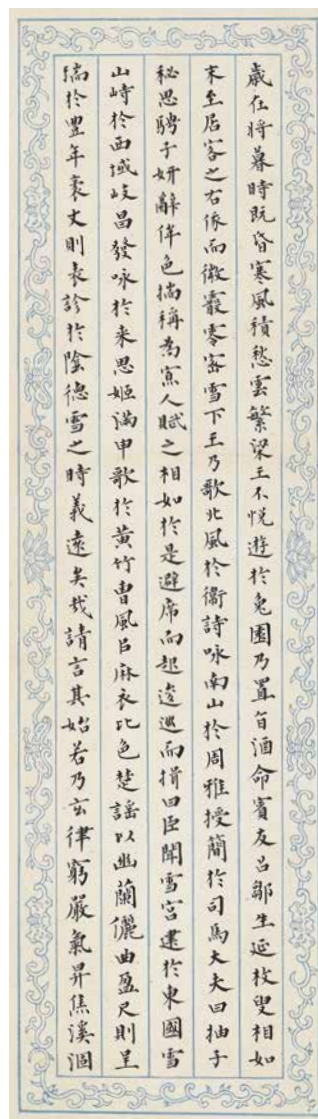 歲在將暮時既昏寒風積愁雲繁梁王不悅遊於兔園乃置旨酒命賓友召鄒生延枚叟相如
末至居客之右俄而微霰零密雪下王乃歌北風於衛詩咏南山於周雅授簡於司馬大夫曰抽子
秘思騁子妍辭侔色揣稱爲寡人賦之相如於是避席而起逡巡而揖曰臣聞雪宮建於東國雪
山峙於西域岐昌發咏於来思姬滿申歌於黃竹曹風㠯麻衣比色楚謠以幽蘭儷曲盈尺則呈
瑞於豐年袤丈則表沴於陰德雪之時義遠矣哉請言其始若乃玄律窮嚴氣昇焦溪涸